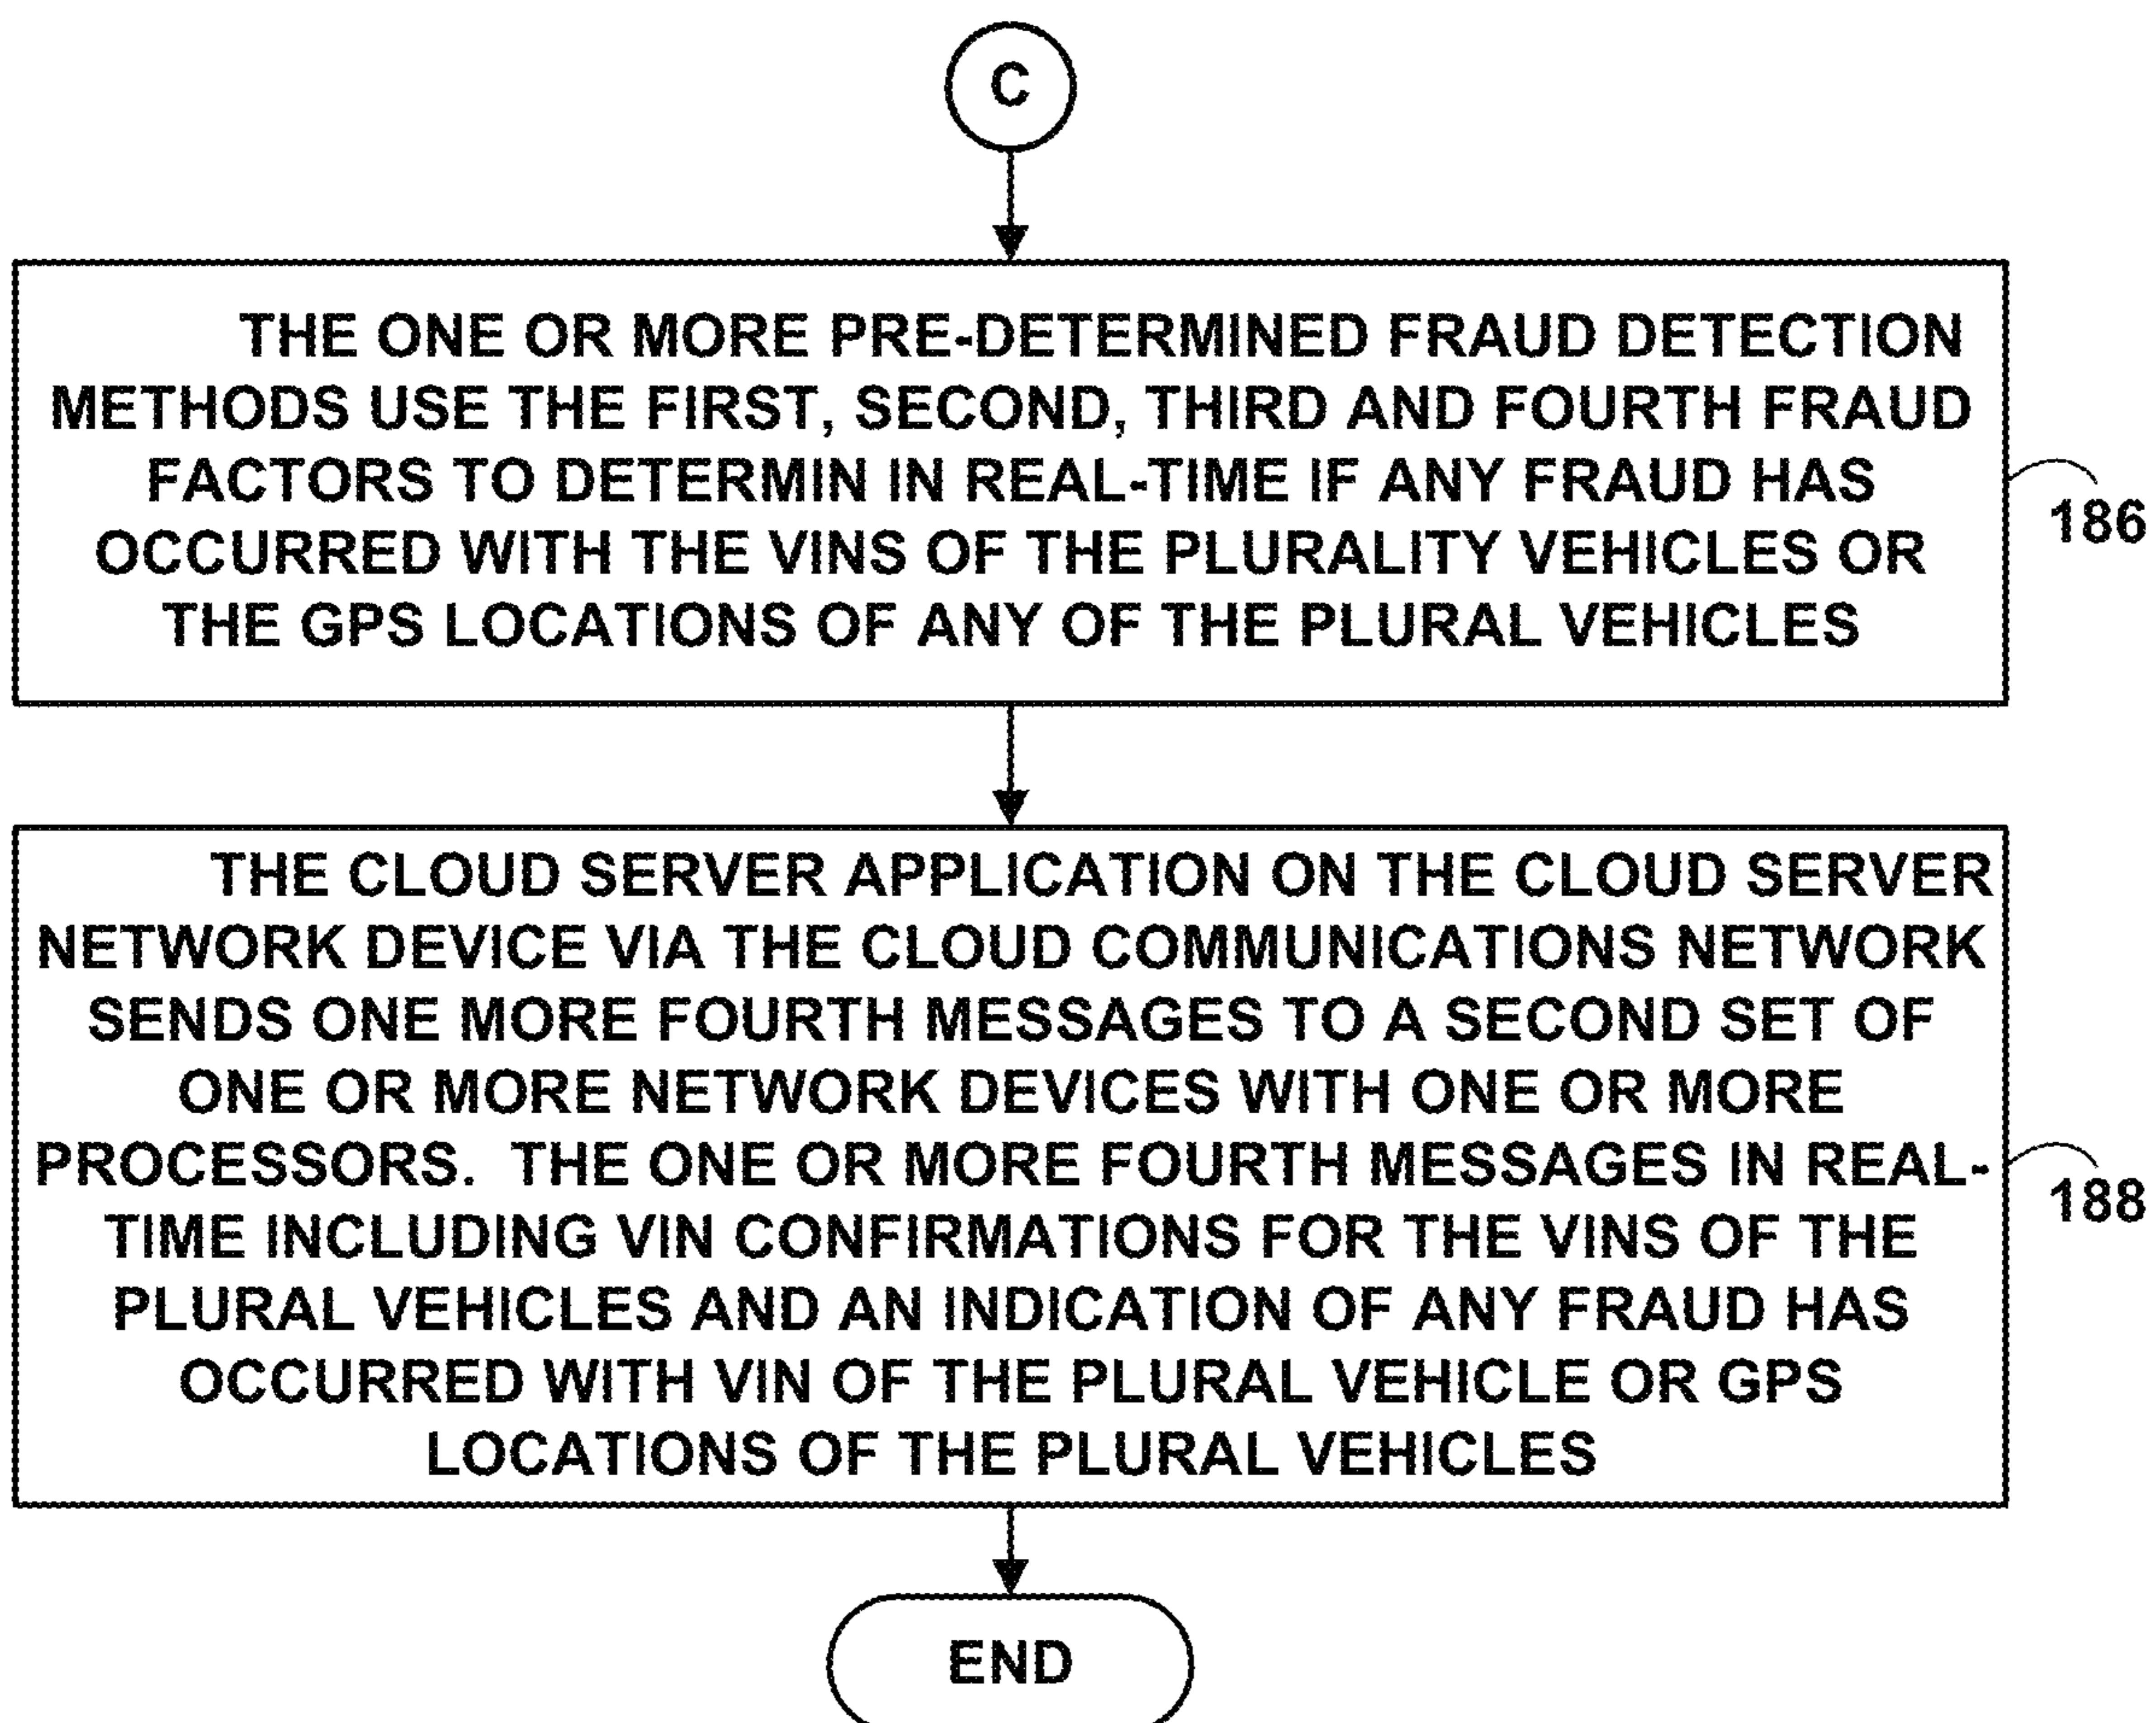 C
THE ONE OR MORE PRE-DETERMINED FRAUD DETECTION
METHODS USE THE FIRST, SECOND, THIRD AND FOURTH FRAUD
FACTORS TO DETERMIN IN REAL-TIME IF ANY FRAUD HAS
OCCURRED WITH THE VINS OF THE PLURALITY VEHICLES OR
THE GPS LOCATIONS OF ANY OF THE PLURAL VEHICLES
186
THE CLOUD SERVER APPLICATION ON THE CLOUD SERVER
NETWORK DEVICE VIA THE CLOUD COMMUNICATIONS NETWORK
SENDS ONE MORE FOURTH MESSAGES TO A SECOND SET OF
ONE OR MORE NETWORK DEVICES WITH ONE OR MORE
PROCESSORS. THE ONE OR MORE FOURTH MESSAGES IN REAL-
TIME INCLUDING VIN CONFIRMATIONS FOR THE VINS OF THE
PLURAL VEHICLES AND AN INDICATION OF ANY FRAUD HAS
OCCURRED WITH VIN OF THE PLURAL VEHICLE OR GPS
LOCATIONS OF THE PLURAL VEHICLES
188
END